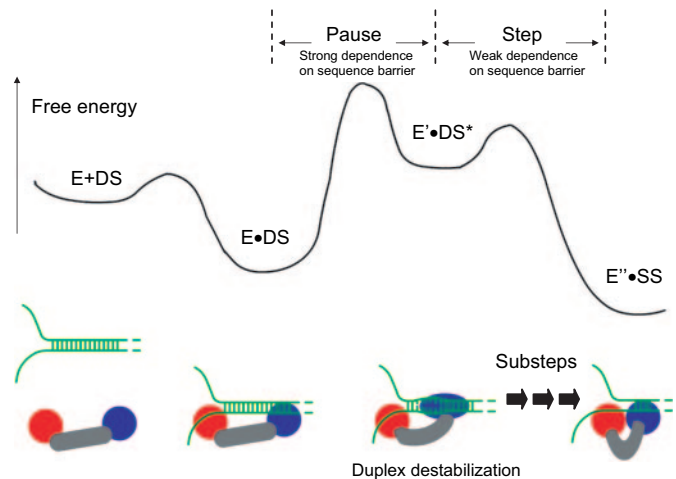 Pause
Step
Strong dependence
on sequence barrier
Weak dependence
on sequence barrier
Free energy
E+DS
E●DS
E'●DS*
E''●SS
Substeps
Duplex destabilization